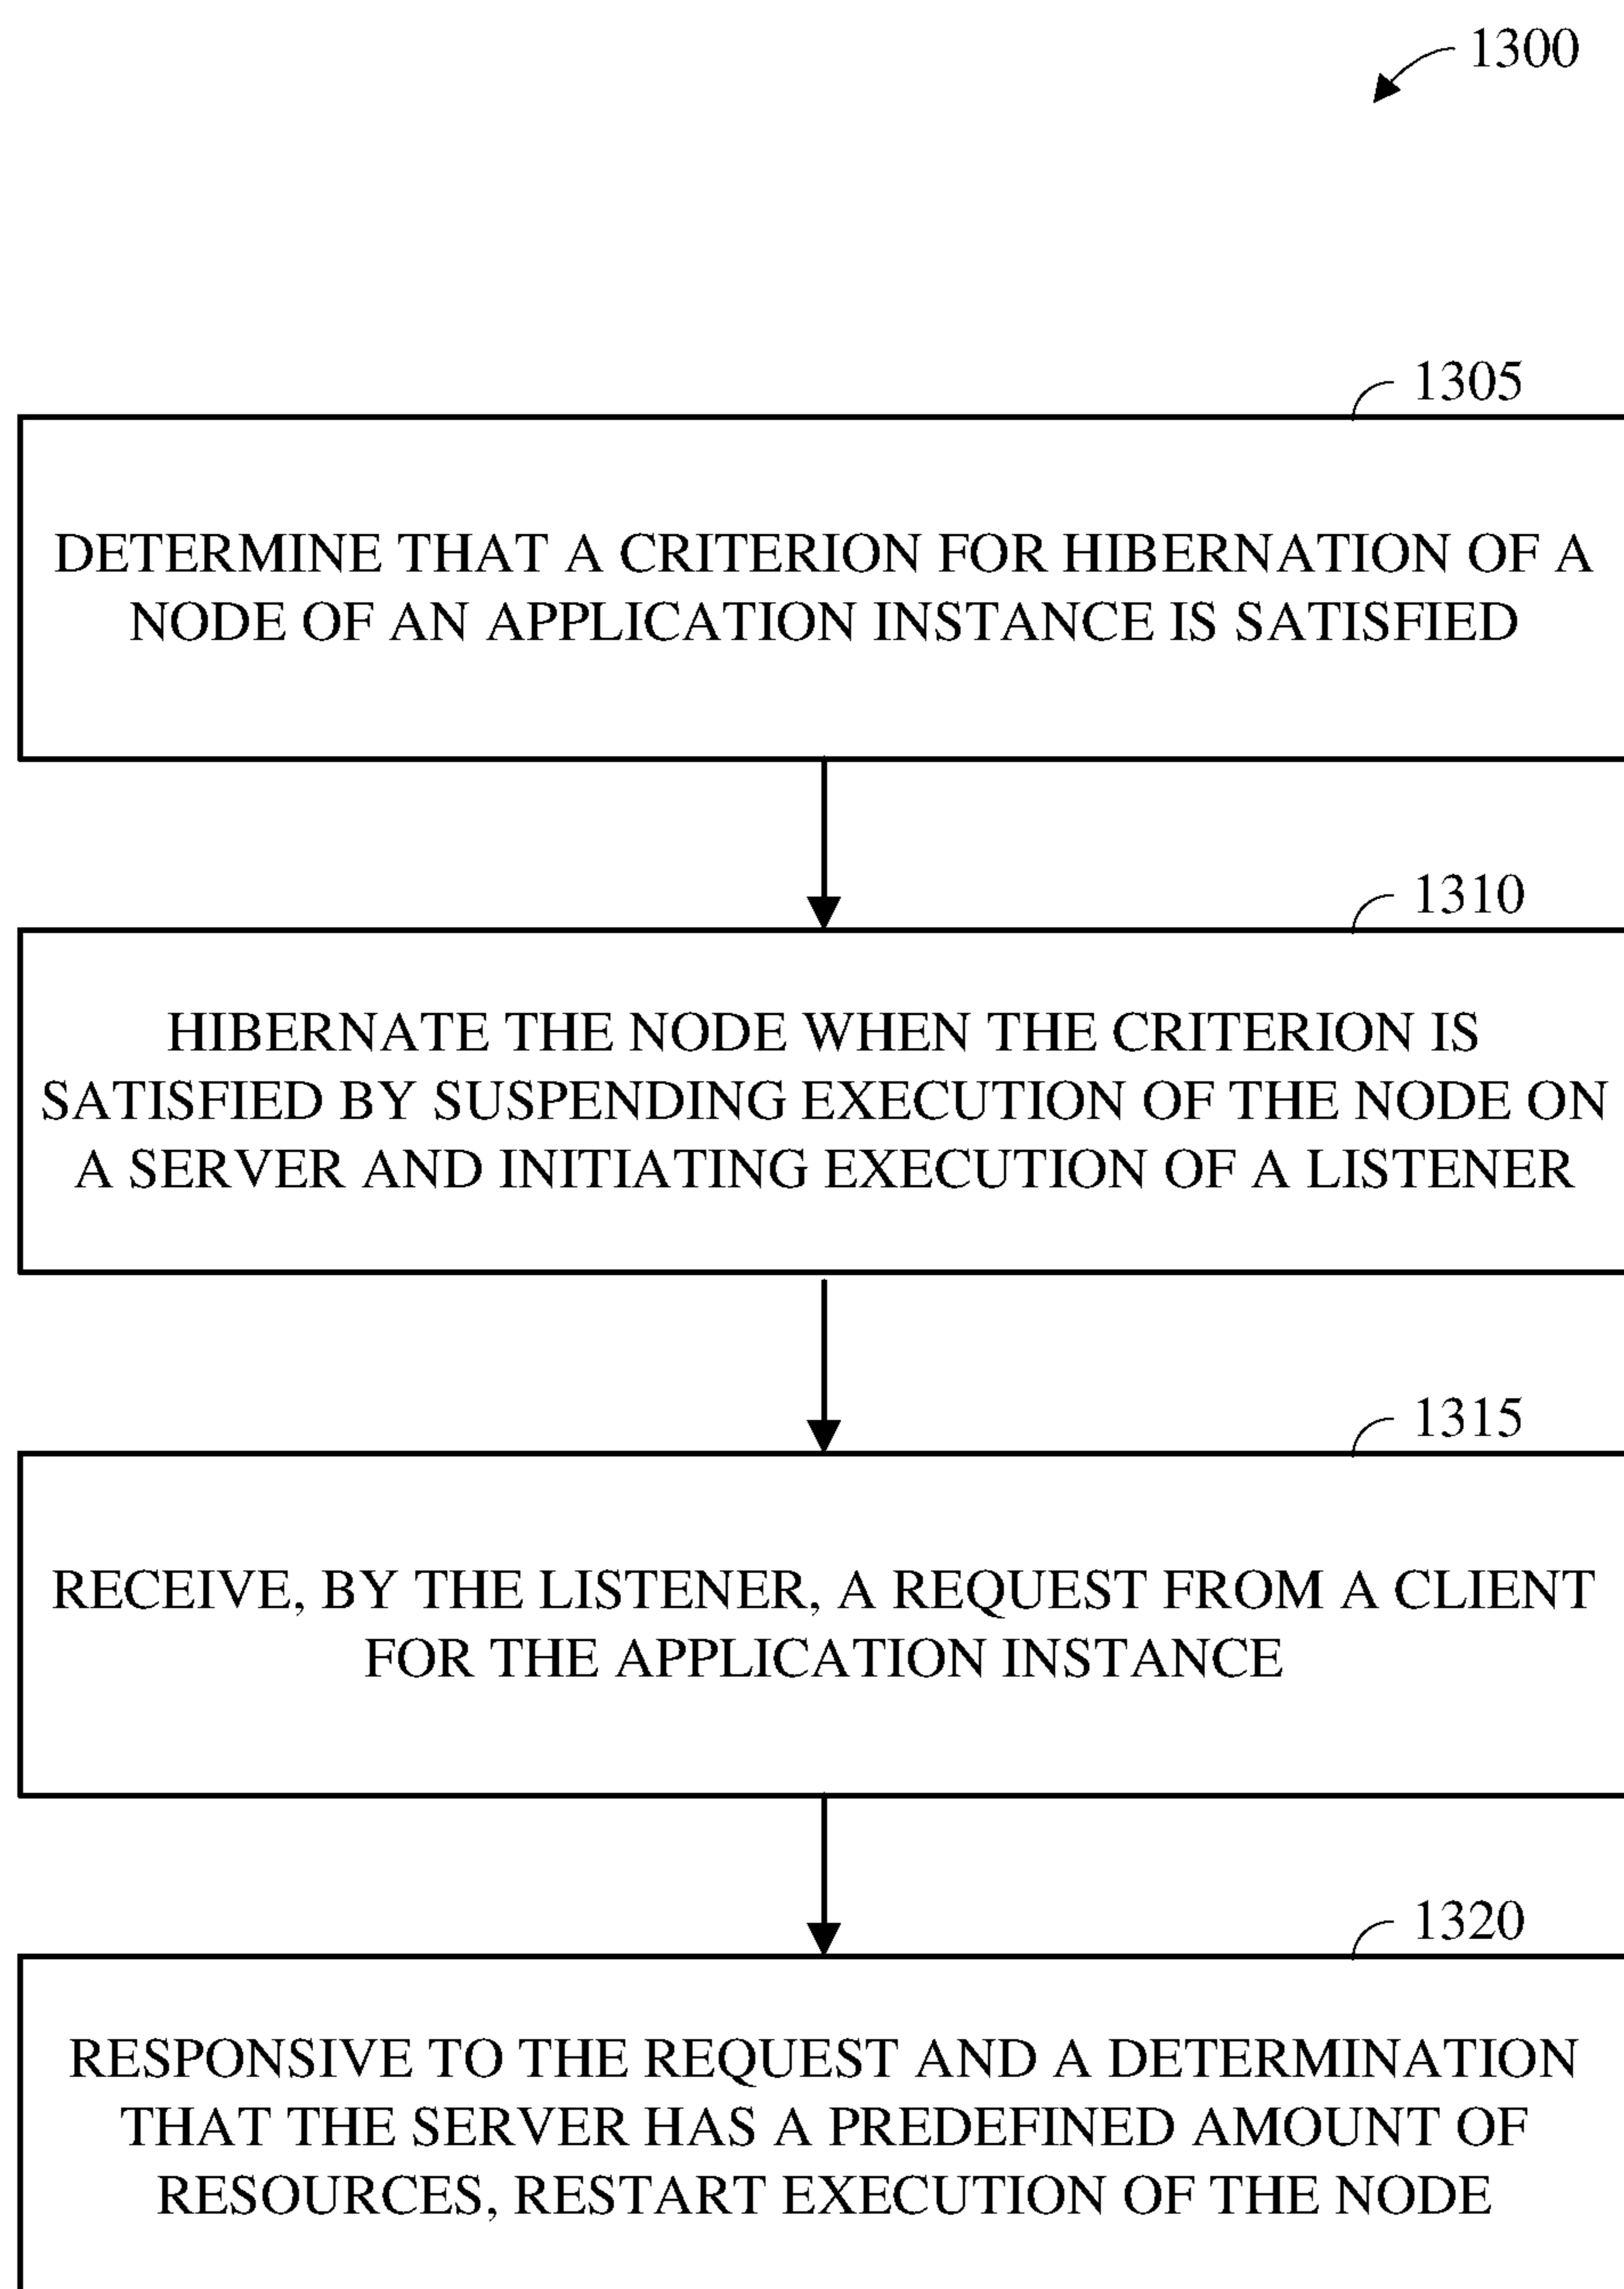 1300
1305
DETERMINE THAT A CRITERION FOR HIBERNATION OF A
NODE OF AN APPLICATION INSTANCE IS SATISFIED
1310
HIBERNATE THE NODE WHEN THE CRITERION IS
SATISFIED BY SUSPENDING EXECUTION OF THE NODE ON
A SERVER AND INITIATING EXECUTION OF A LISTENER
1315
RECEIVE, BY THE LISTENER, A REQUEST FROM A CLIENT
FOR THE APPLICATION INSTANCE
1320
RESPONSIVE TO THE REQUEST AND A DETERMINATION
THAT THE SERVER HAS A PREDEFINED AMOUNT OF
RESOURCES, RESTART EXECUTION OF THE NODE